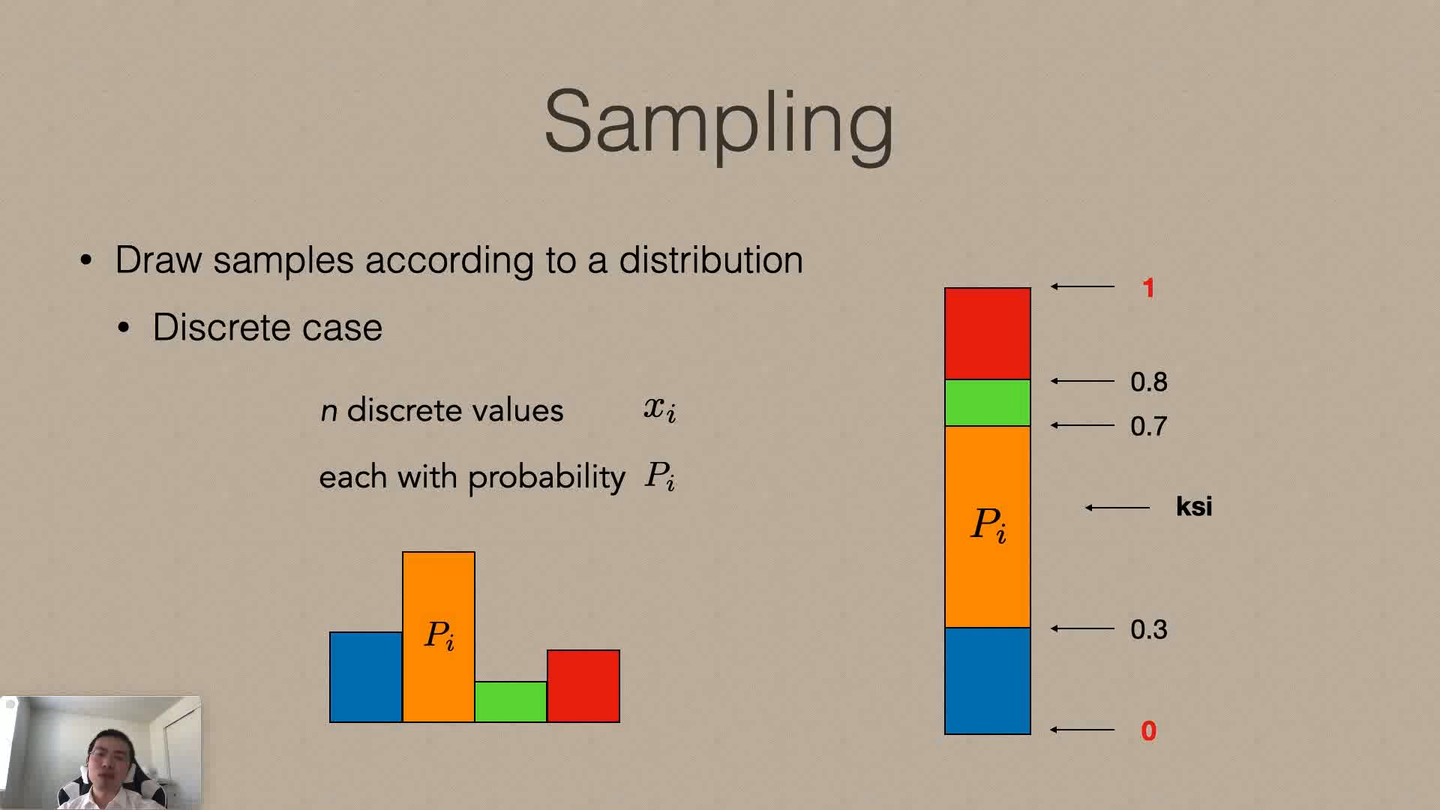 Sampling
• Draw samples according to a distribution
• Discrete case
n discrete values x_i
each with probability P_i
P_i
1
0.8
0.7
ksi
P_i
0.3
0